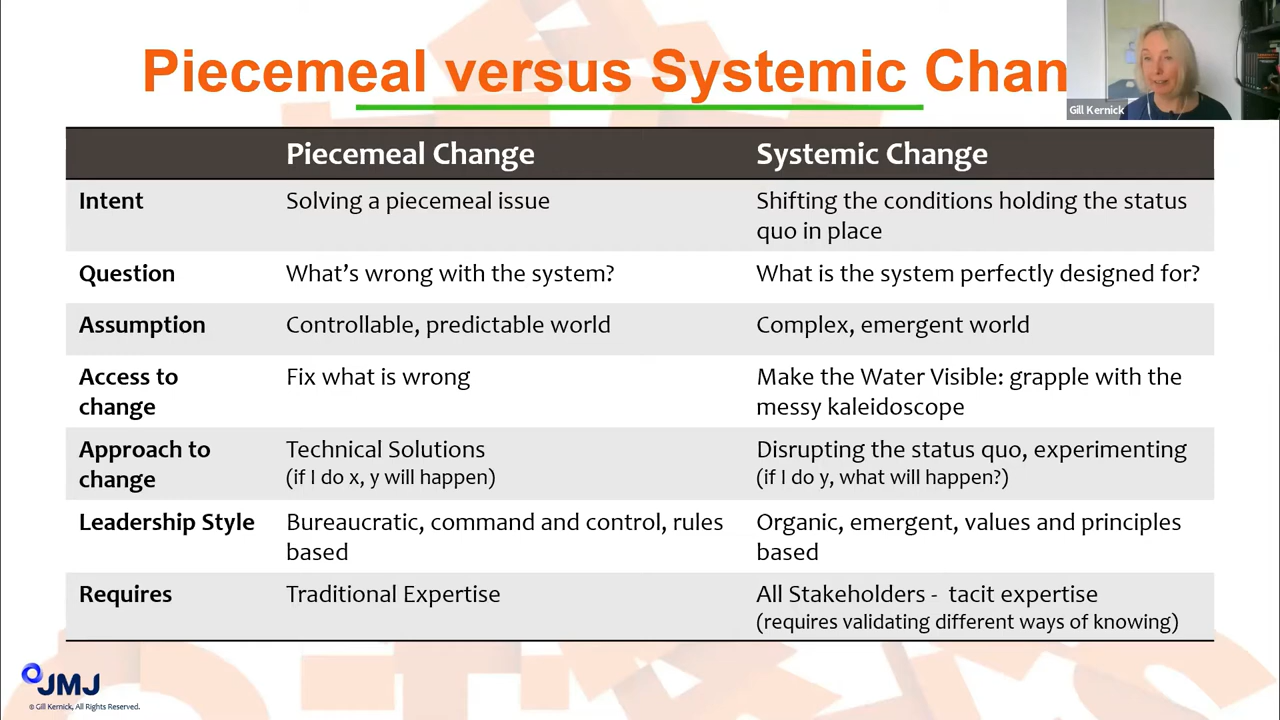 Piecemeal versus Systemic Chan
Gill Kernick
Piecemeal Change
Systemic Change
Intent
Solving a piecemeal issue
Shifting the conditions holding the status
quo in place
Question
What's wrong with the system?
What is the system perfectly designed for?
Assumption
Controllable, predictable world
Complex, emergent world
Access to
change
Fix what is wrong
Make the Water Visible: grapple with the
messy kaleidoscope
Approach to
change
Technical Solutions
(if I do x, y will happen)
Disrupting the status quo, experimenting
(if I do y, what will happen?)
Leadership Style
Bureaucratic, command and control, rules
based
Organic, emergent, values and principles
based
Requires
Traditional Expertise
All Stakeholders - tacit expertise
(requires validating different ways of knowing)
JMJ
© Gill Kernick, All Rights Reserved.